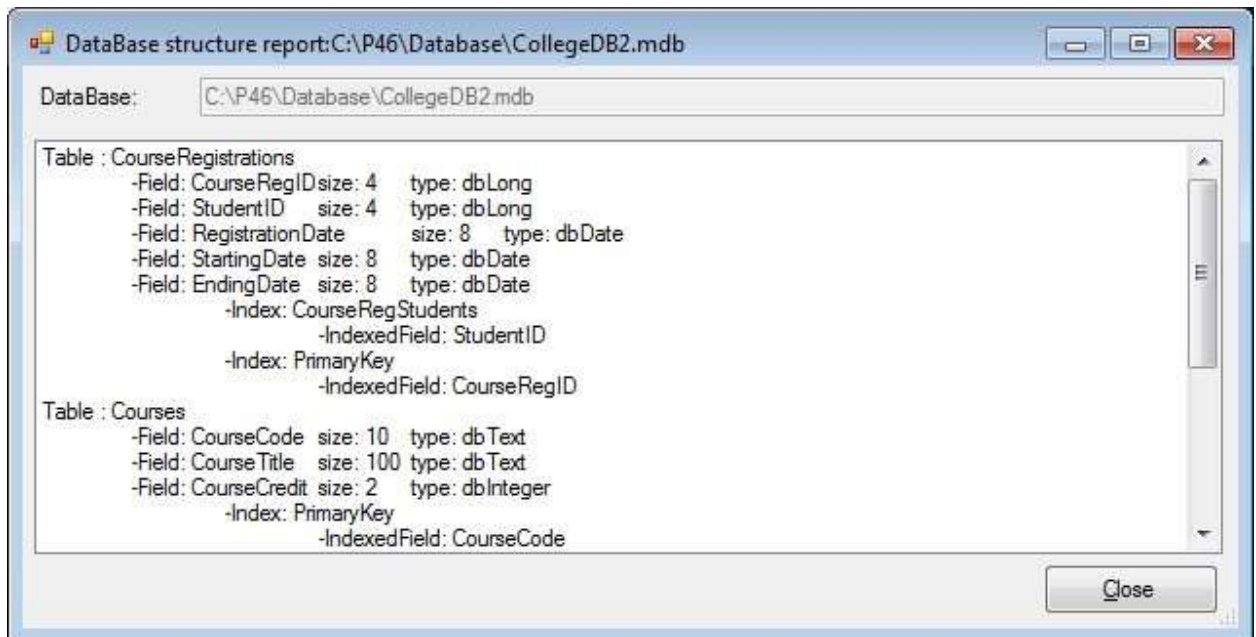 DataBase structure report:C:\P46\Database\CollegeDB2.mdb
DataBase: C:\P46\Database\CollegeDB2.mdb
Table : CourseRegistrations
-Field: CourseRegID size: 4 type: dbLong
-Field: StudentID size: 4 type: dbLong
-Field: RegistrationDate size: 8 type: dbDate
-Field: StartingDate size: 8 type: dbDate
-Field: EndingDate size: 8 type: dbDate
-Index: CourseRegStudents
-IndexedField: StudentID
-Index: PrimaryKey
-IndexedField: CourseRegID
Table : Courses
-Field: CourseCode size: 10 type: dbText
-Field: CourseTitle size: 100 type: dbText
-Field: CourseCredit size: 2 type: dbInteger
-Index: PrimaryKey
-IndexedField: CourseCode
Close